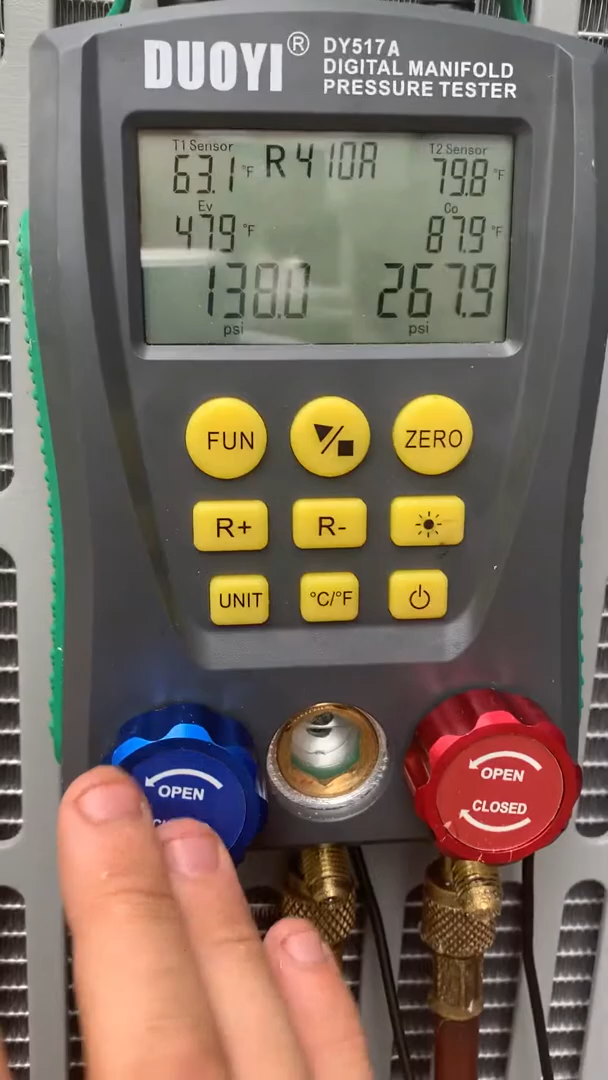 DUOYI® DY517A
DIGITAL MANIFOLD
PRESSURE TESTER
T1 Sensor R410A T2 Sensor
63.1 °F 79.8 °F
Ev Co
47.9 °F 87.9 °F
138.0 267.9
psi psi
FUN ZERO
R+ R-
UNIT °C/°F
OPEN OPEN
CLOSED